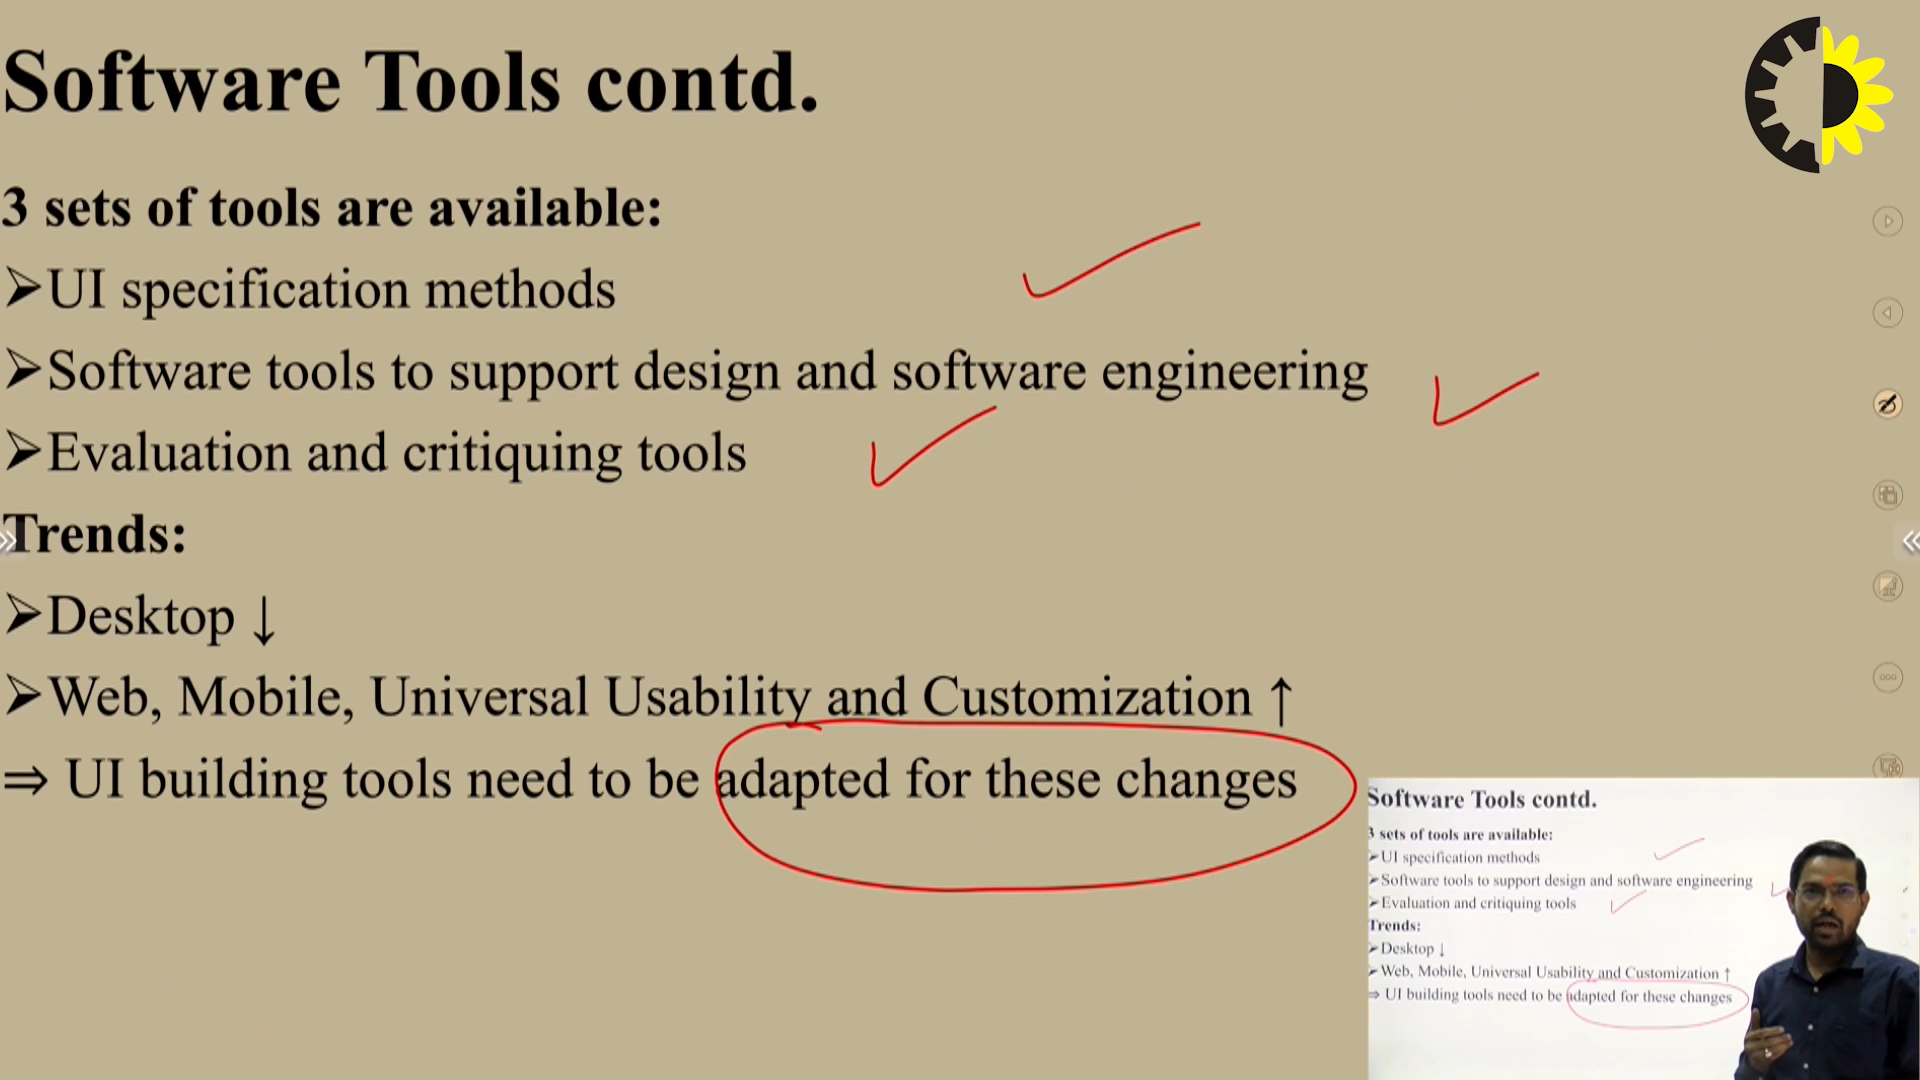 Software Tools contd.
3 sets of tools are available:
➢UI specification methods
➢Software tools to support design and software engineering
➢Evaluation and critiquing tools
Trends:
➢Desktop ↓
➢Web, Mobile, Universal Usability and Customization ↑
⇒ UI building tools need to be adapted for these changes
Software Tools contd.
3 sets of tools are available:
➢UI specification methods
➢Software tools to support design and software engineering
➢Evaluation and critiquing tools
Trends:
➢Desktop ↓
➢Web, Mobile, Universal Usability and Customization ↑
⇒ UI building tools need to be adapted for these changes